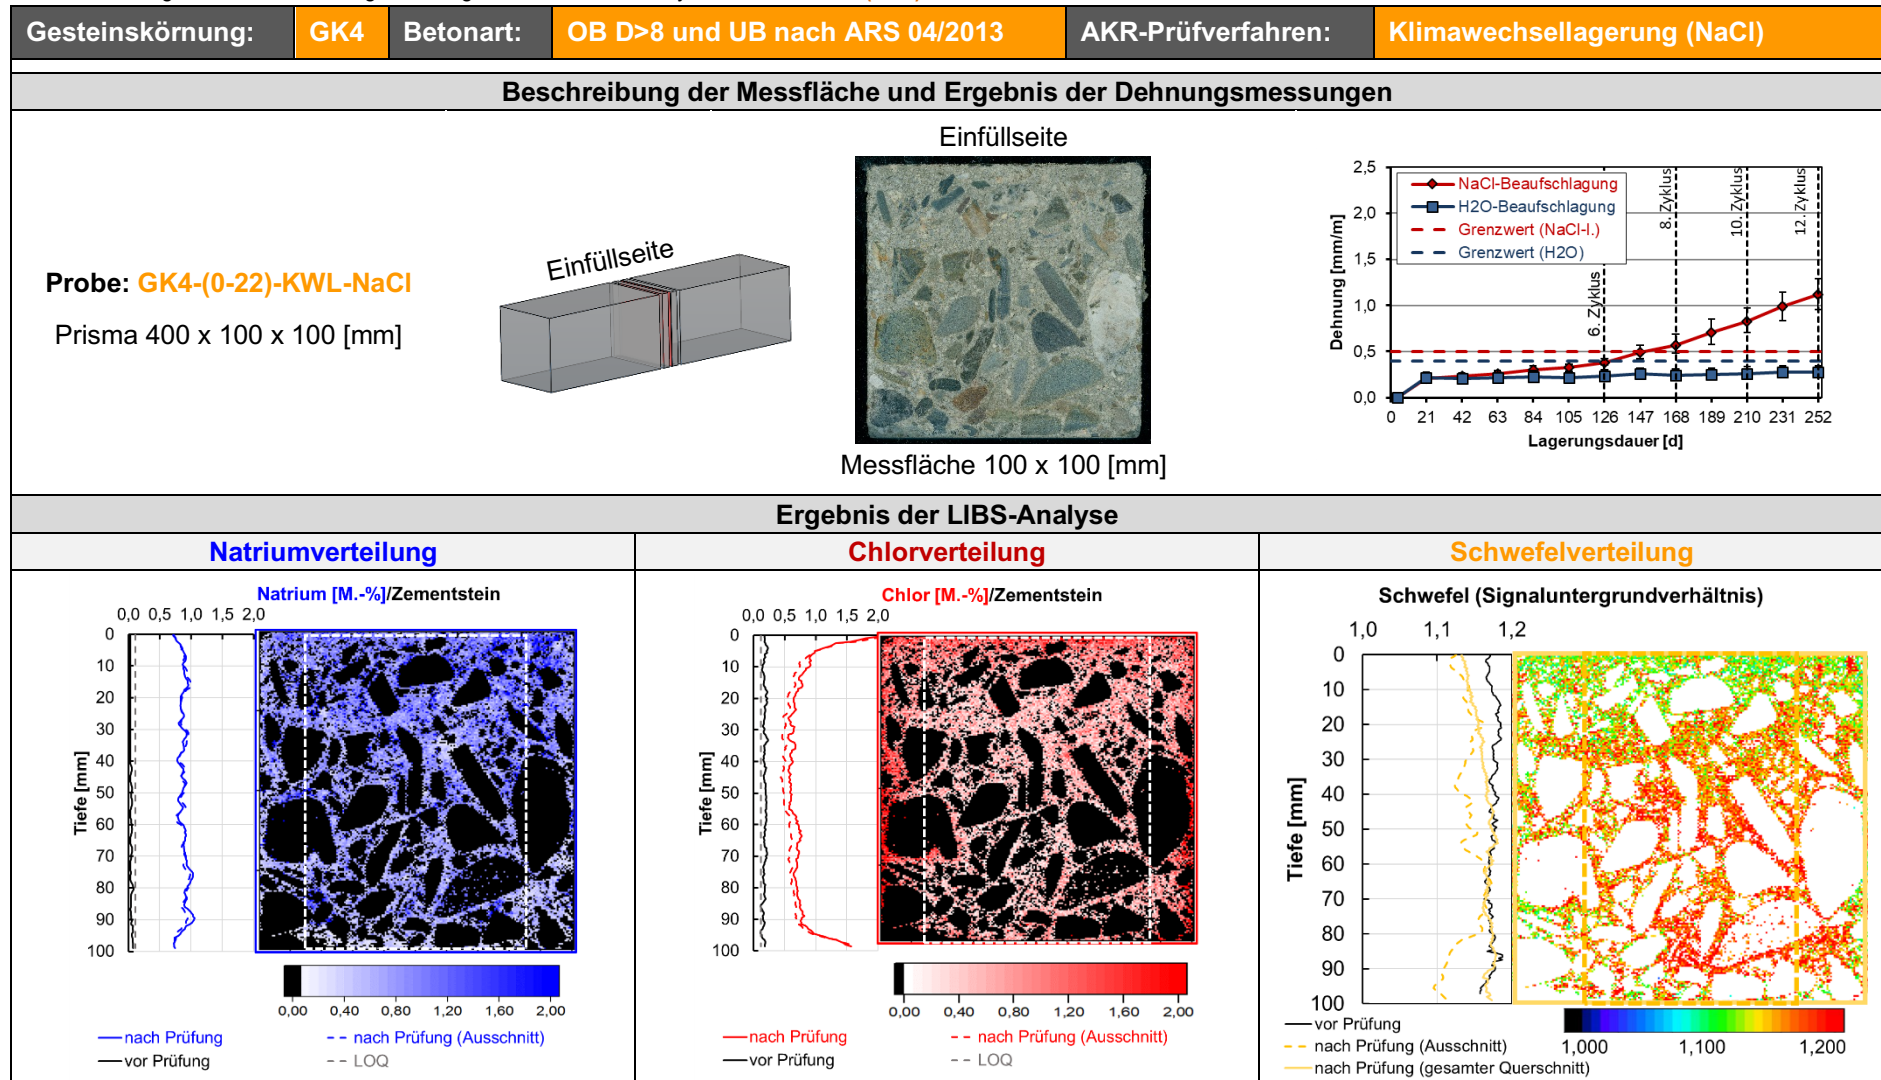 Gesteinskörnung: GK4 Betonart: OB D>8 und UB nach ARS 04/2013 AKR-Prüfverfahren: Klimawechsellagerung (NaCl)
Beschreibung der Messfläche und Ergebnis der Dehnungsmessungen
Probe: GK4-(0-22)-KWL-NaCl
Prisma 400 x 100 x 100 [mm]
Einfüllseite
Einfüllseite
Messfläche 100 x 100 [mm]
Dehnung [mm/m]
2,5
2,0
1,5
1,0
0,5
0,0
NaCl-Beaufschlagung
H2O-Beaufschlagung
Grenzwert (NaCl-l.)
Grenzwert (H2O)
6. Zyklus
8. Zyklus
10. Zyklus
12. Zyklus
0 21 42 63 84 105 126 147 168 189 210 231 252
Lagerungsdauer [d]
Ergebnis der LIBS-Analyse
Natriumverteilung Chlorverteilung Schwefelverteilung
Natrium [M.-%]/Zementstein
0,0 0,5 1,0 1,5 2,0
Tiefe [mm]
0
10
20
30
40
50
60
70
80
90
100
0,00 0,40 0,80 1,20 1,60 2,00
nach Prüfung nach Prüfung (Ausschnitt)
vor Prüfung LOQ
Chlor [M.-%]/Zementstein
0,0 0,5 1,0 1,5 2,0
Tiefe [mm]
0
10
20
30
40
50
60
70
80
90
100
0,00 0,40 0,80 1,20 1,60 2,00
nach Prüfung nach Prüfung (Ausschnitt)
vor Prüfung LOQ
Schwefel (Signaluntergrundverhältnis)
1,0 1,1 1,2
Tiefe [mm]
0
10
20
30
40
50
60
70
80
90
100
vor Prüfung
nach Prüfung (Ausschnitt)
nach Prüfung (gesamter Querschnitt)
1,000 1,100 1,200